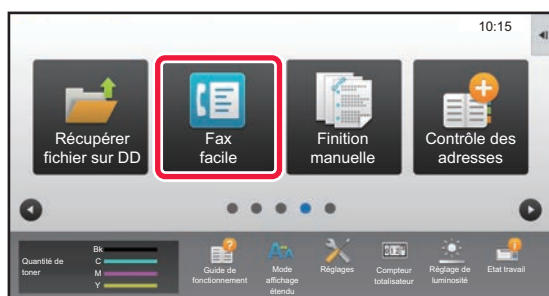 10:15
Récupérer
fichier sur DD
Fax
facile
Finition
manuelle
Contrôle des
adresses
Quantité de
toner
Bk
C
M
Y
Guide de
fonctionnement
Mode
affichage
étendu
Réglages
Compteur
totalisateur
Réglage de
luminosité
Etat travail